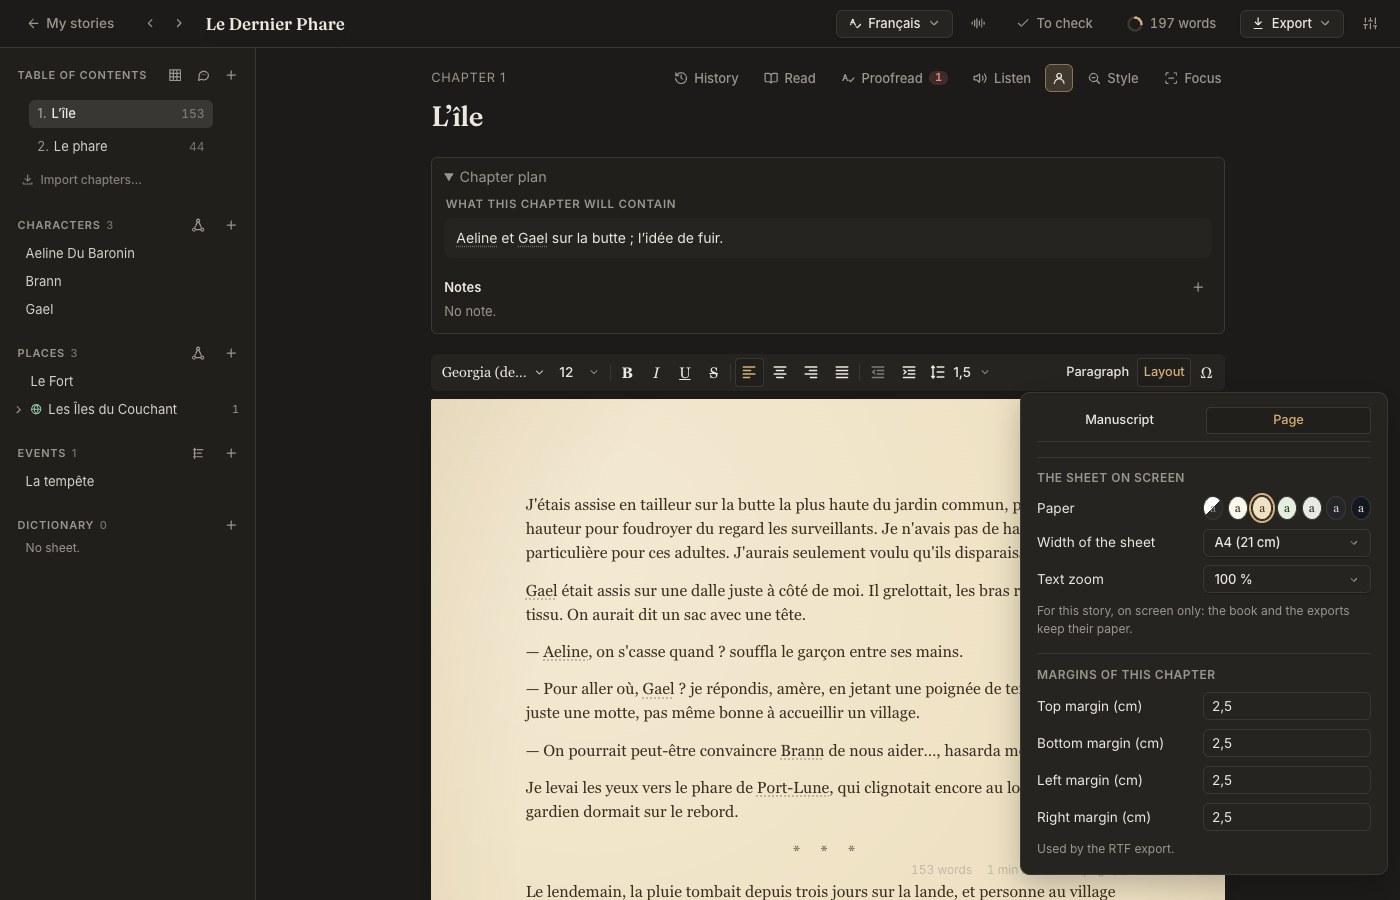 My stories
Le Dernier Phare
Français
To check
197 words
Export
TABLE OF CONTENTS
1. L'île 153
2. Le phare 44
Import chapters...
CHARACTERS 3
Aeline Du Baronin
Brann
Gael
PLACES 3
Le Fort
Les Îles du Couchant 1
EVENTS 1
La tempête
DICTIONARY 0
No sheet.
CHAPTER 1
History
Read
Proofread 1
Listen
Style
Focus
L'île
Chapter plan
WHAT THIS CHAPTER WILL CONTAIN
Aeline et Gael sur la butte ; l'idée de fuir.
Notes
No note.
Georgia (de... 12 B I U S 1,5 Paragraph Layout Ω
J'étais assise en tailleur sur la butte la plus haute du jardin commun, p
hauteur pour foudroyer du regard les surveillants. Je n'avais pas de ha
particulière pour ces adultes. J'aurais seulement voulu qu'ils disparais
Gael était assis sur une dalle juste à côté de moi. Il grelottait, les bras
tissu. On aurait dit un sac avec une tête.
— Aeline, on s'casse quand ? souffla le garçon entre ses mains.
— Pour aller où, Gael ? je répondis, amère, en jetant une poignée de te
juste une motte, pas même bonne à accueillir un village.
— On pourrait peut-être convaincre Brann de nous aider..., hasarda m
Je levai les yeux vers le phare de Port-Lune, qui clignotait encore au lo
gardien dormait sur le rebord.
* * *
153 words 1 min
Le lendemain, la pluie tombait depuis trois jours sur la lande, et personne au village
Manuscript
Page
THE SHEET ON SCREEN
Paper a a a a a a a
Width of the sheet A4 (21 cm)
Text zoom 100 %
For this story, on screen only: the book and the exports
keep their paper.
MARGINS OF THIS CHAPTER
Top margin (cm) 2,5
Bottom margin (cm) 2,5
Left margin (cm) 2,5
Right margin (cm) 2,5
Used by the RTF export.